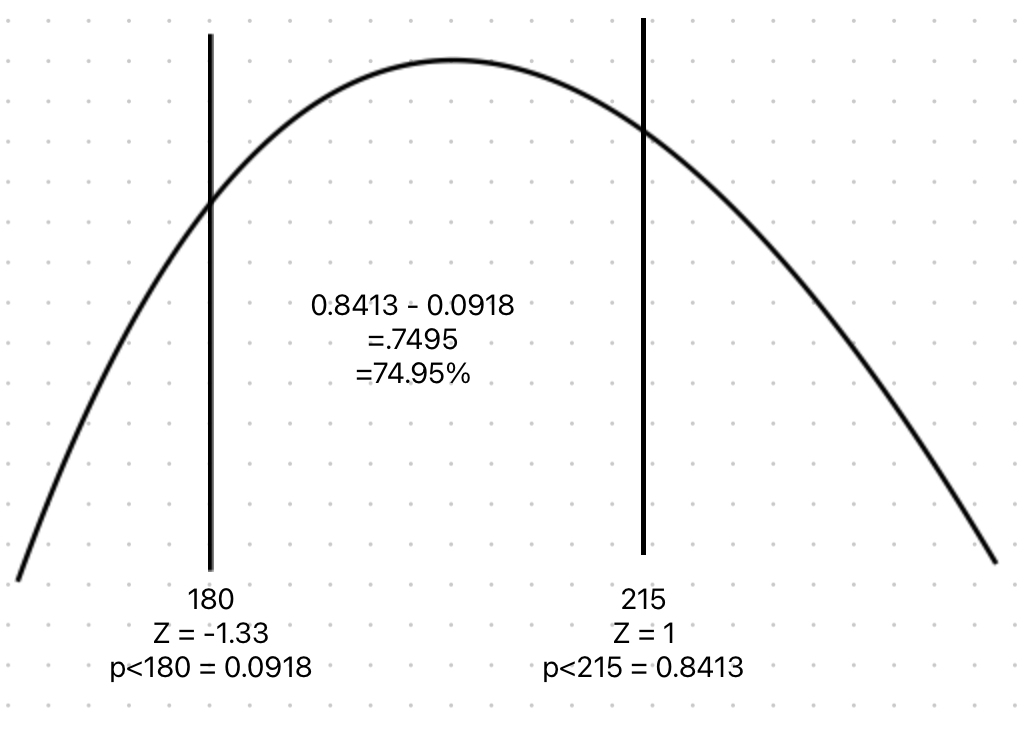 0.8413 - 0.0918
=.7495
=74.95%
180
Z = -1.33
p<180 = 0.0918
215
Z = 1
p<215 = 0.8413